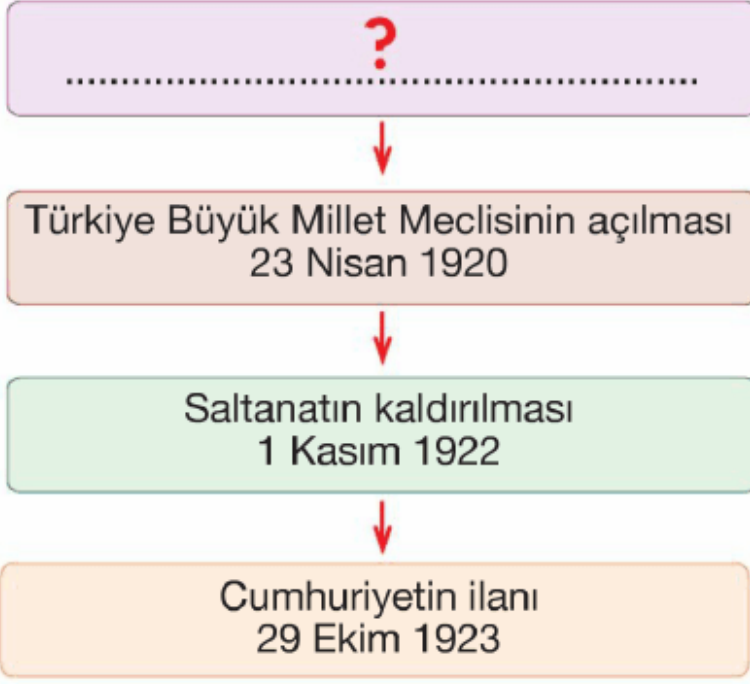 ?
......................................................
Türkiye Büyük Millet Meclisinin açılması
23 Nisan 1920
Saltanatın kaldırılması
1 Kasım 1922
Cumhuriyetin ilanı
29 Ekim 1923